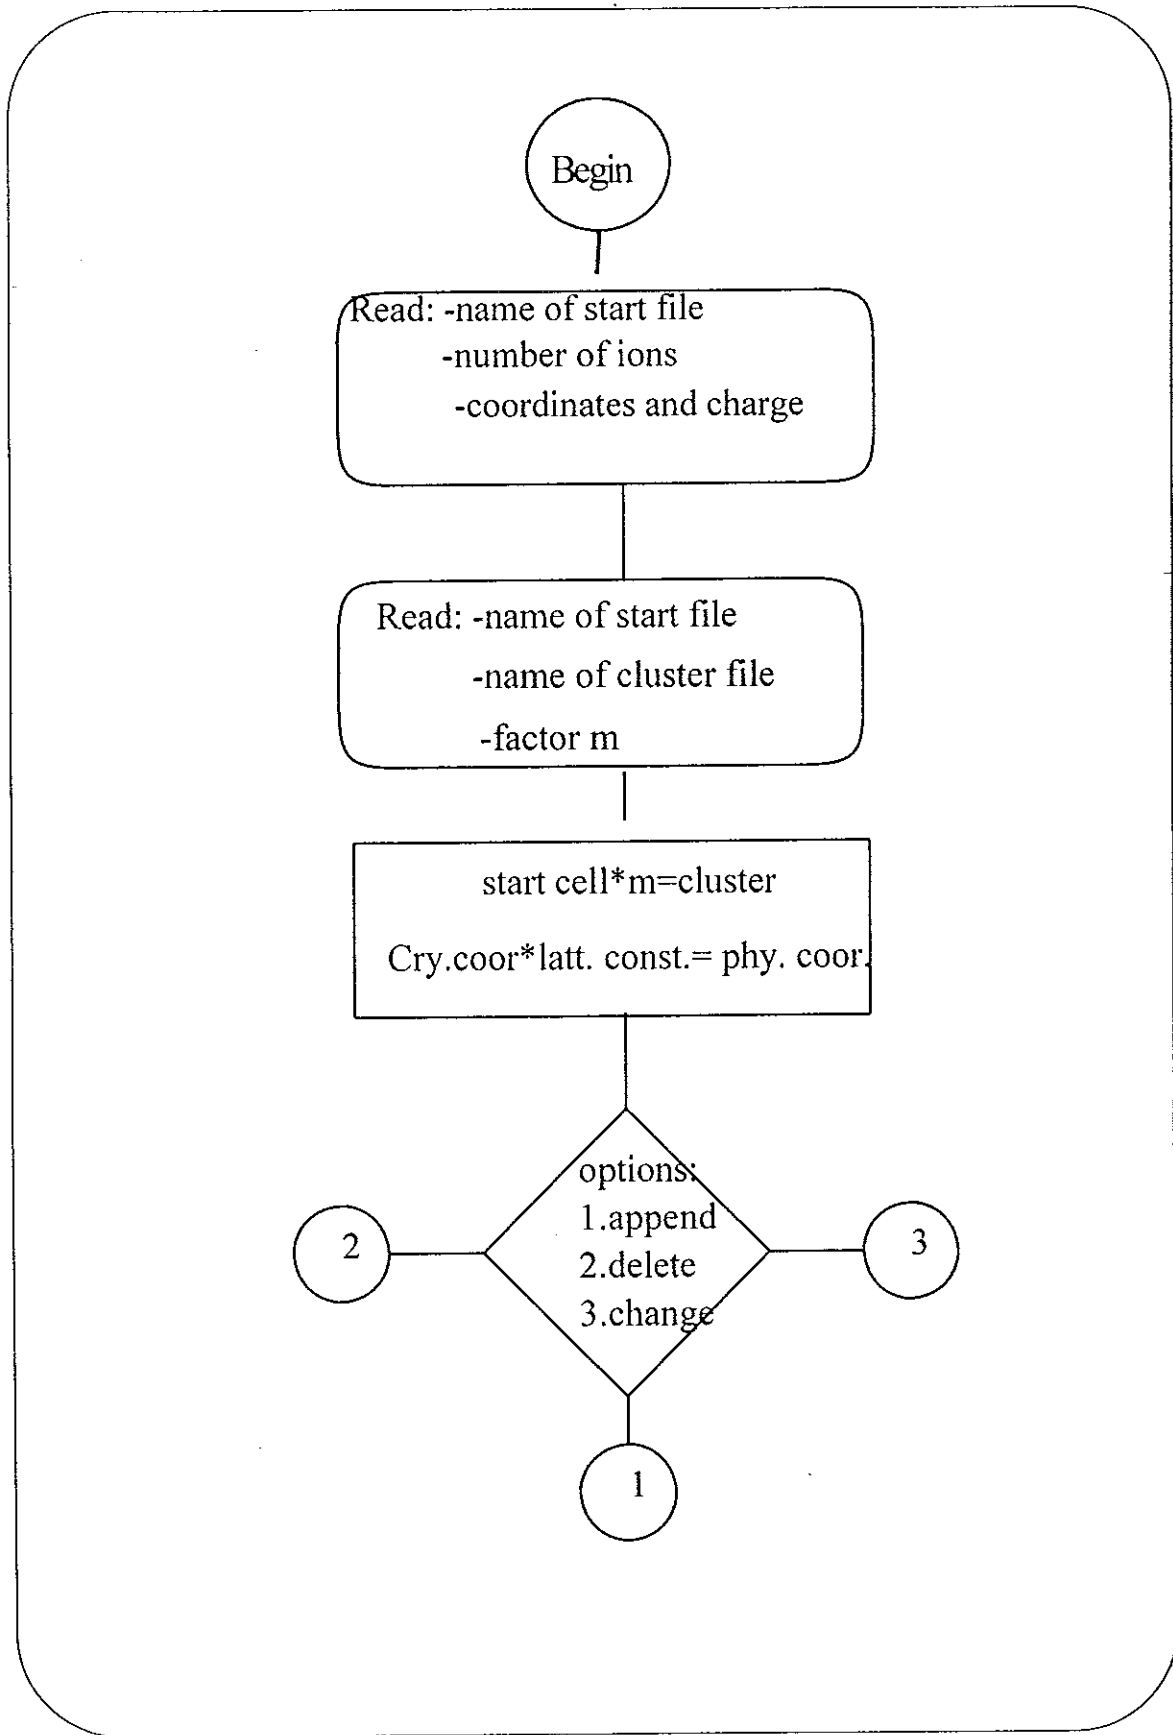 Begin
Read: -name of start file
-number of ions
-coordinates and charge
Read: -name of start file
-name of cluster file
-factor m
start cell*m=cluster
Cry.coor*latt. const.= phy. coor.
options:
1.append
2.delete
3.change
2
3
1